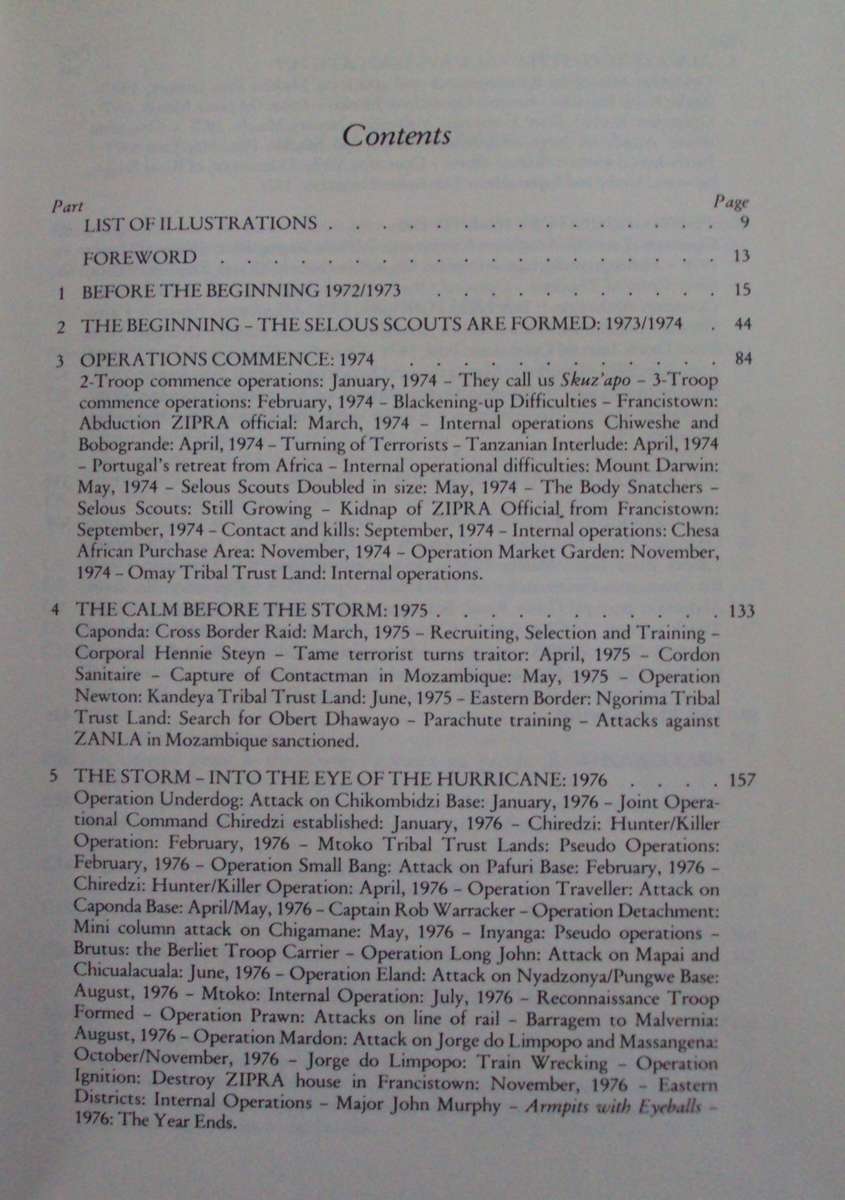 Contents
Part Page
LIST OF ILLUSTRATIONS . . . . . . . . . . . . . . . 9
FOREWORD . . . . . . . . . . . . . . . . . . . 13
1 BEFORE THE BEGINNING 1972/1973 . . . . . . . . . . . 15
2 THE BEGINNING – THE SELOUS SCOUTS ARE FORMED: 1973/1974 . 44
3 OPERATIONS COMMENCE: 1974 . . . . . . . . . . . . 84
2-Troop commence operations: January, 1974 – They call us Skuz'apo – 3-Troop
commence operations: February, 1974 – Blackening-up Difficulties – Francistown:
Abduction ZIPRA official: March, 1974 – Internal operations Chiweshe and
Bobogrande: April, 1974 – Turning of Terrorists – Tanzanian Interlude: April, 1974
– Portugal's retreat from Africa – Internal operational difficulties: Mount Darwin:
May, 1974 – Selous Scouts Doubled in size: May, 1974 – The Body Snatchers –
Selous Scouts: Still Growing – Kidnap of ZIPRA Official from Francistown:
September, 1974 – Contact and kills: September, 1974 – Internal operations: Chesa
African Purchase Area: November, 1974 – Operation Market Garden: November,
1974 – Omay Tribal Trust Land: Internal operations.
4 THE CALM BEFORE THE STORM: 1975 . . . . . . . . . . . 133
Caponda: Cross Border Raid: March, 1975 – Recruiting, Selection and Training –
Corporal Hennie Steyn – Tame terrorist turns traitor: April, 1975 – Cordon
Sanitaire – Capture of Contactman in Mozambique: May, 1975 – Operation
Newton: Kandeya Tribal Trust Land: June, 1975 – Eastern Border: Ngorima Tribal
Trust Land: Search for Obert Dhawayo – Parachute training – Attacks against
ZANLA in Mozambique sanctioned.
5 THE STORM – INTO THE EYE OF THE HURRICANE: 1976 . . . . 157
Operation Underdog: Attack on Chikombidzi Base: January, 1976 – Joint Opera-
tional Command Chiredzi established: January, 1976 – Chiredzi: Hunter/Killer
Operation: February, 1976 – Mtoko Tribal Trust Lands: Pseudo Operations:
February, 1976 – Operation Small Bang: Attack on Pafuri Base: February, 1976 –
Chiredzi: Hunter/Killer Operation: April, 1976 – Operation Traveller: Attack on
Caponda Base: April/May, 1976 – Captain Rob Warracker – Operation Detachment:
Mini column attack on Chigamane: May, 1976 – Inyanga: Pseudo operations –
Brutus: the Berliet Troop Carrier – Operation Long John: Attack on Mapai and
Chicualacuala: June, 1976 – Operation Eland: Attack on Nyadzonya/Pungwe Base:
August, 1976 – Mtoko: Internal Operation: July, 1976 – Reconnaissance Troop
Formed – Operation Prawn: Attacks on line of rail – Barragem to Malvernia:
August, 1976 – Operation Mardon: Attack on Jorge do Limpopo and Massangena:
October/November, 1976 – Jorge do Limpopo: Train Wrecking – Operation
Ignition: Destroy ZIPRA house in Francistown: November, 1976 – Eastern
Districts: Internal Operations – Major John Murphy – Armpits with Eyeballs –
1976: The Year Ends.